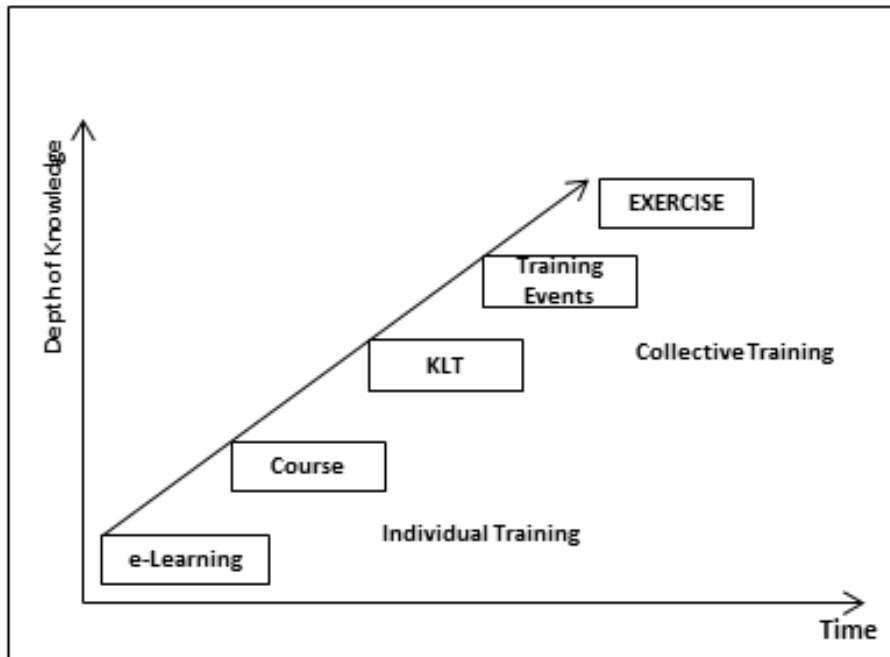 Depth of Knowledge
EXERCISE
Training
Events
KLT
Collective Training
Course
Individual Training
e-Learning
Time